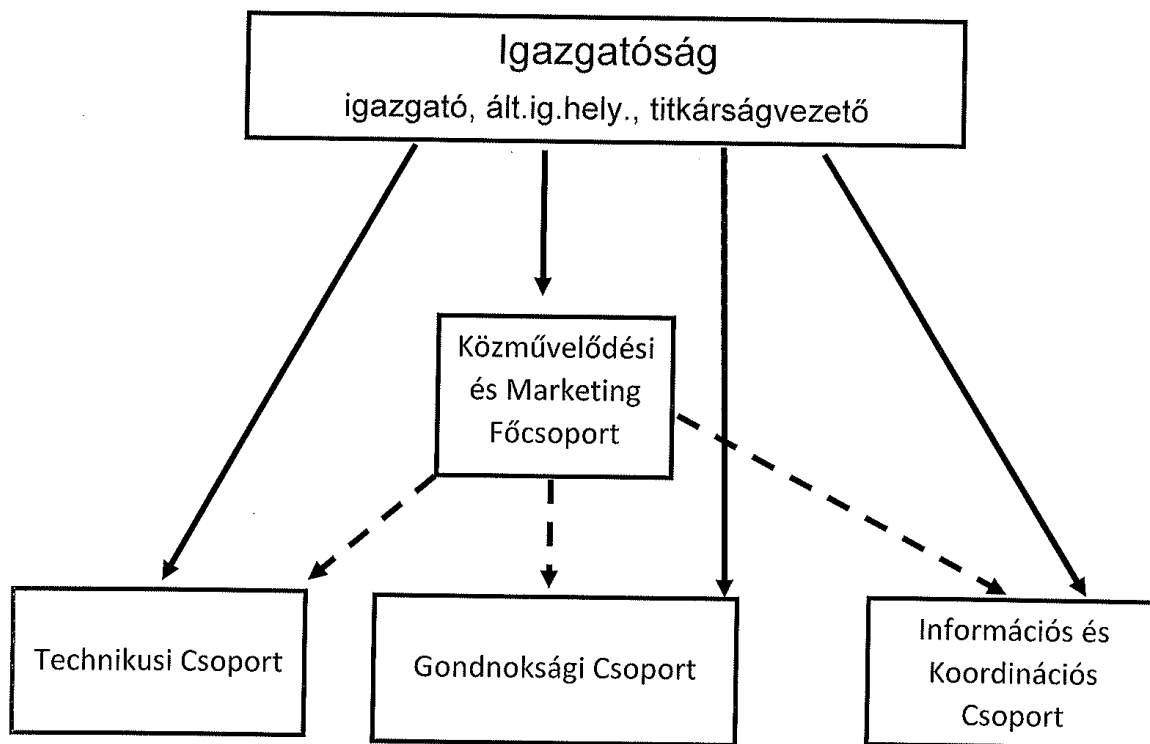 Igazgatóság
igazgató, ált.ig.hely., titkárságvezető
Közművelődési
és Marketing
Főcsoport
Technikusi Csoport
Gondnoksági Csoport
Információs és
Koordinációs
Csoport